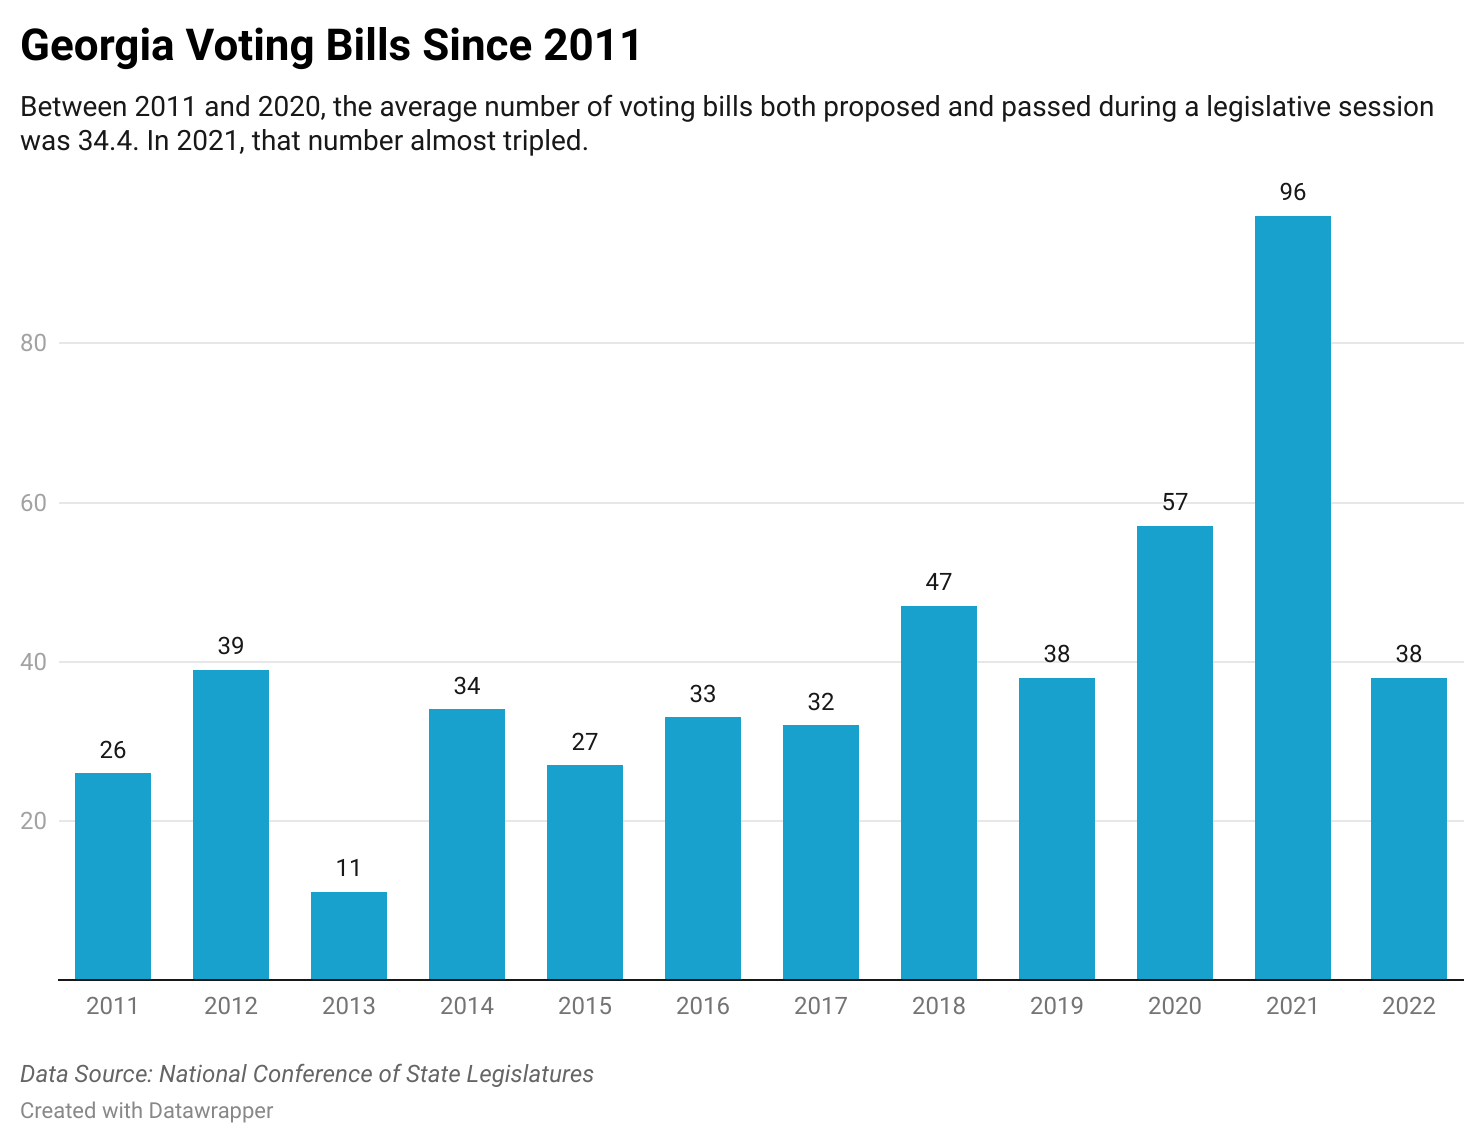 Georgia Voting Bills Since 2011
Between 2011 and 2020, the average number of voting bills both proposed and passed during a legislative session
was 34.4. In 2021, that number almost tripled.
96
80
60
57
47
40
39
38
38
34
33
32
27
26
20
11
2011 2012 2013 2014 2015 2016 2017 2018 2019 2020 2021 2022
Data Source: National Conference of State Legislatures
Created with Datawrapper